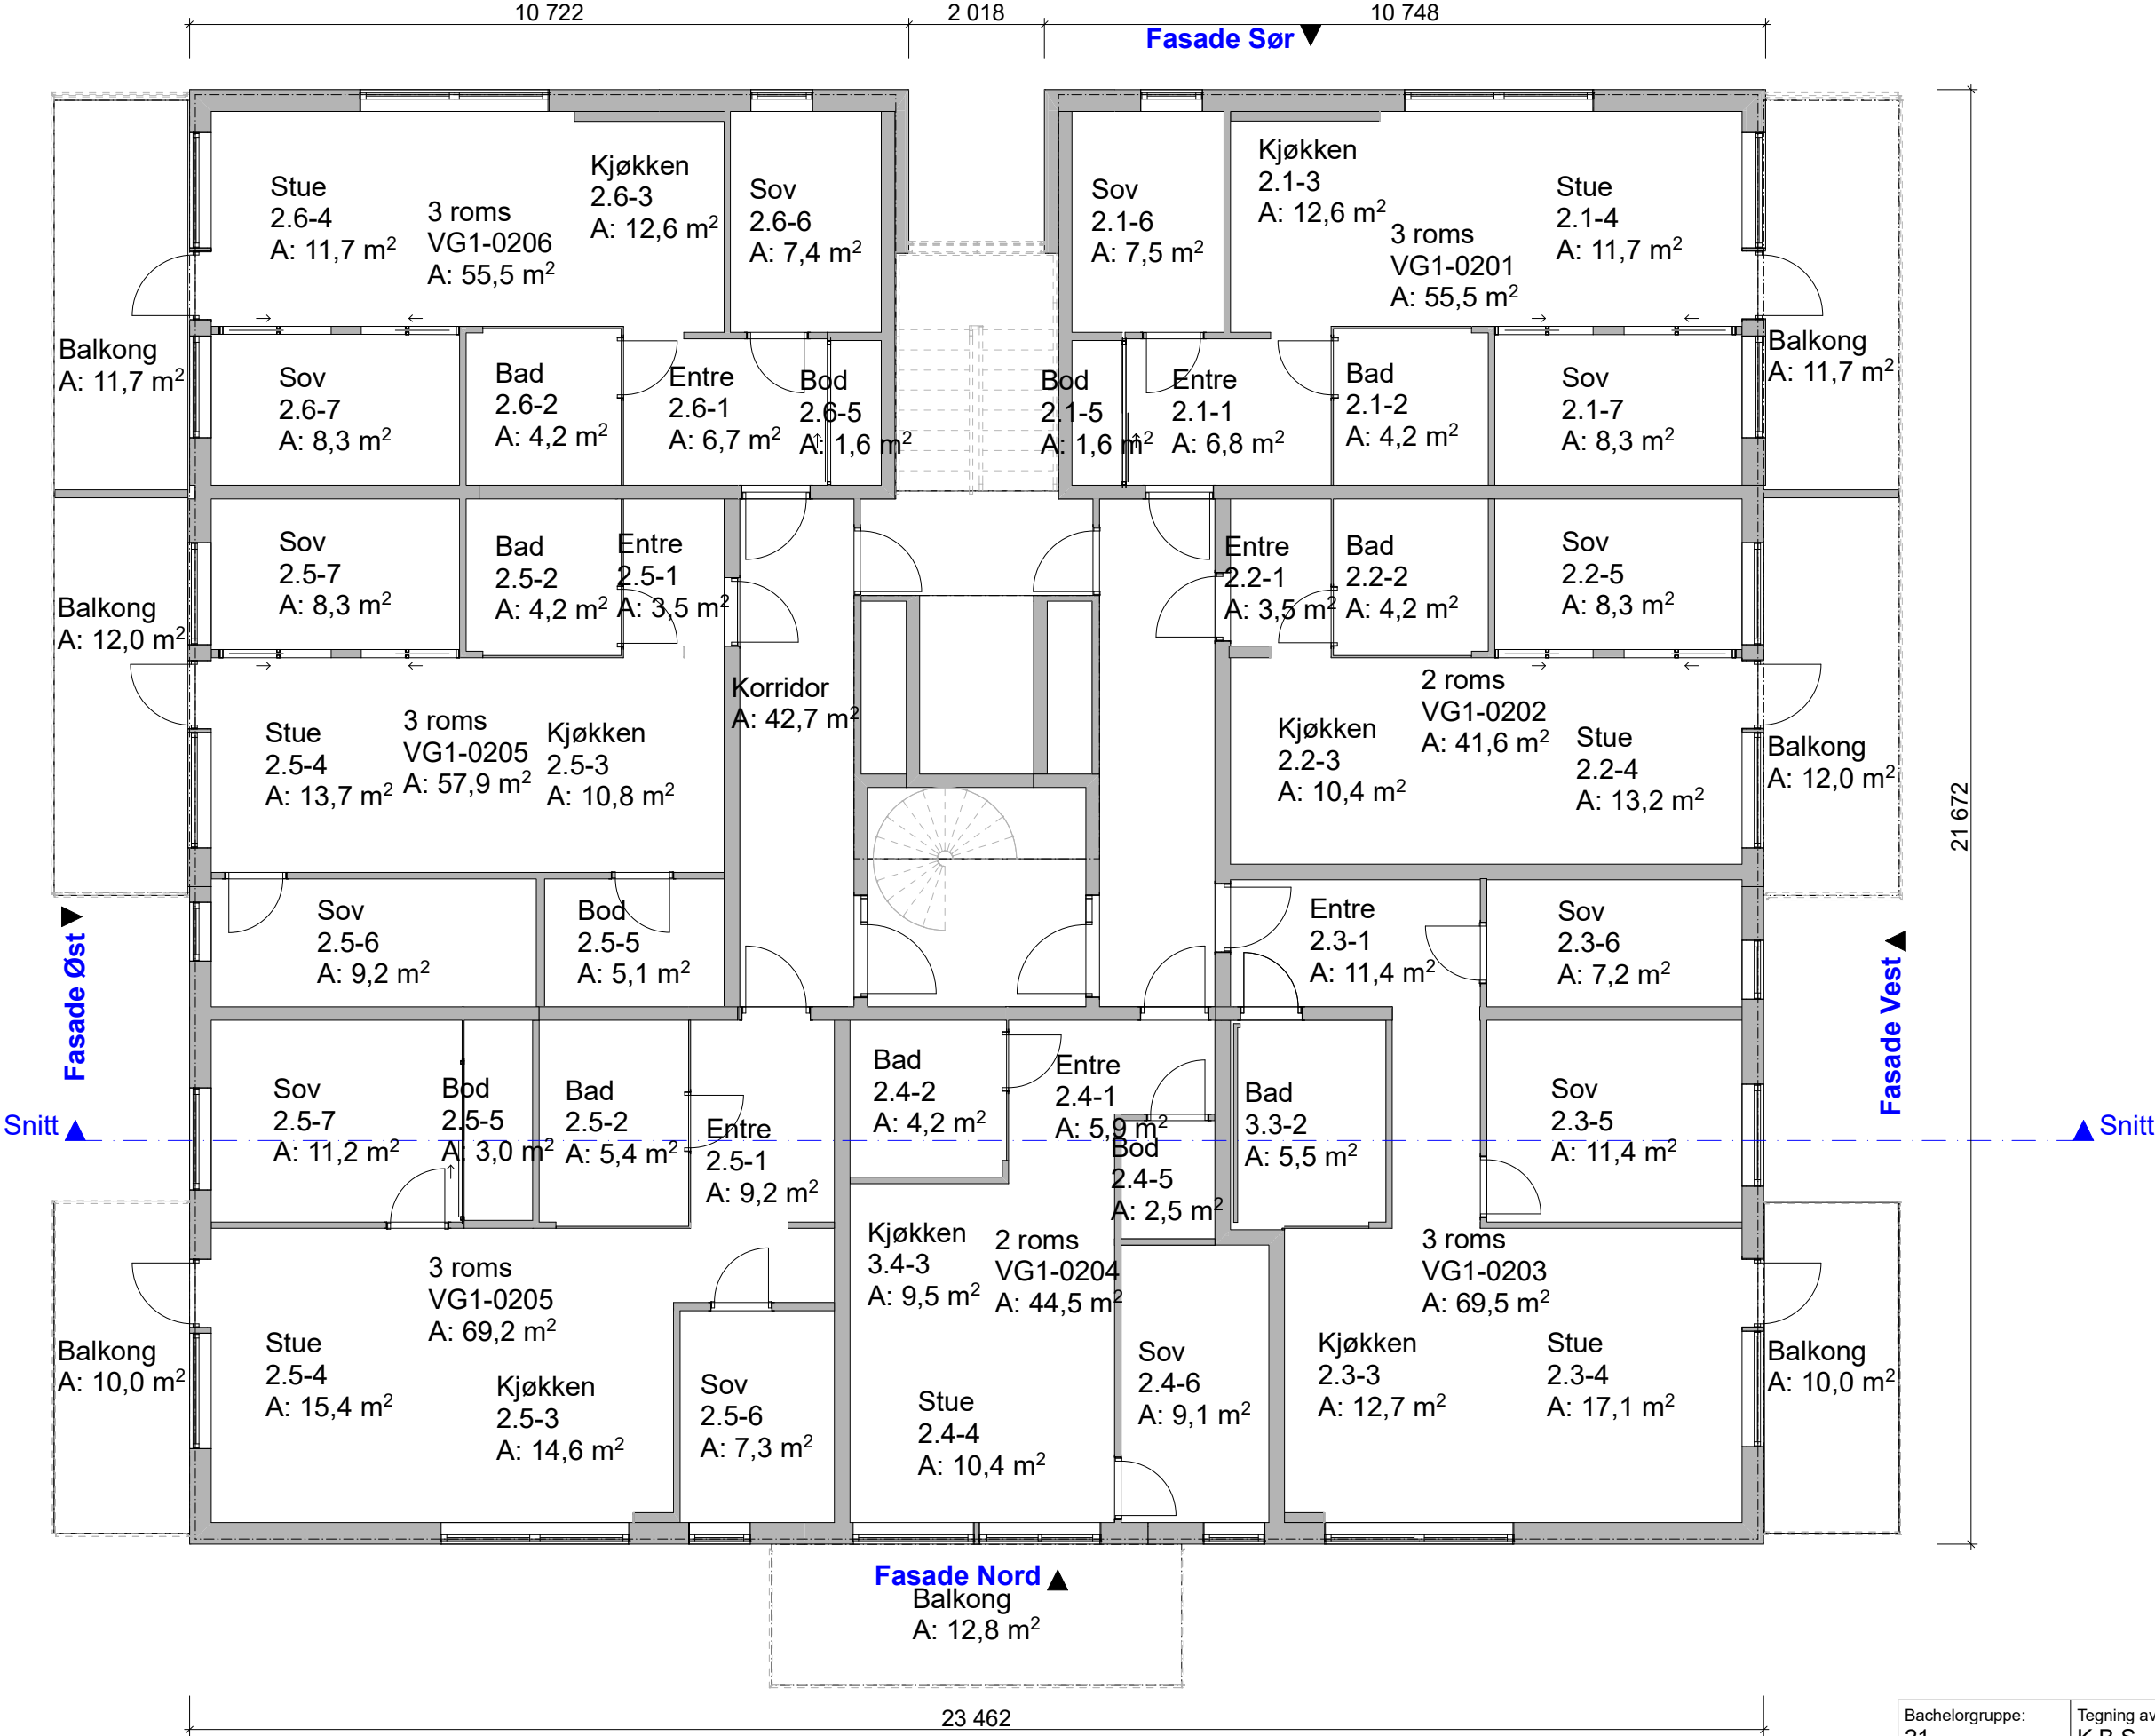 10 722
2 018
10 748
Fasade Sør
Stue
2.6-4
A: 11,7 m²
3 roms
VG1-0206
A: 55,5 m²
Kjøkken
2.6-3
A: 12,6 m²
Sov
2.6-6
A: 7,4 m²
Sov
2.1-6
A: 7,5 m²
Kjøkken
2.1-3
A: 12,6 m²
3 roms
VG1-0201
A: 55,5 m²
Stue
2.1-4
A: 11,7 m²
Balkong
A: 11,7 m²
Sov
2.6-7
A: 8,3 m²
Bad
2.6-2
A: 4,2 m²
Entre
2.6-1
A: 6,7 m²
Bod
2.6-5
A: 1,6 m²
Bod
2.1-5
A: 1,6 m²
Entre
2.1-1
A: 6,8 m²
Bad
2.1-2
A: 4,2 m²
Sov
2.1-7
A: 8,3 m²
Balkong
A: 11,7 m²
Balkong
A: 12,0 m²
Sov
2.5-7
A: 8,3 m²
Bad
2.5-2
A: 4,2 m²
Entre
2.5-1
A: 3,5 m²
Entre
2.2-1
A: 3,5 m²
Bad
2.2-2
A: 4,2 m²
Sov
2.2-5
A: 8,3 m²
Korridor
A: 42,7 m²
Stue
2.5-4
A: 13,7 m²
3 roms
VG1-0205
A: 57,9 m²
Kjøkken
2.5-3
A: 10,8 m²
Kjøkken
2.2-3
A: 10,4 m²
2 roms
VG1-0202
A: 41,6 m²
Stue
2.2-4
A: 13,2 m²
Balkong
A: 12,0 m²
21 672
Fasade Øst
Sov
2.5-6
A: 9,2 m²
Bod
2.5-5
A: 5,1 m²
Entre
2.3-1
A: 11,4 m²
Sov
2.3-6
A: 7,2 m²
Fasade Vest
Snitt
Sov
2.5-7
A: 11,2 m²
Bod
2.5-5
A: 3,0 m²
Bad
2.5-2
A: 5,4 m²
Entre
2.5-1
A: 9,2 m²
Bad
2.4-2
A: 4,2 m²
Entre
2.4-1
A: 5,9 m²
Bod
2.4-5
A: 2,5 m²
Bad
3.3-2
A: 5,5 m²
Sov
2.3-5
A: 11,4 m²
Snitt
Balkong
A: 10,0 m²
Stue
2.5-4
A: 15,4 m²
3 roms
VG1-0205
A: 69,2 m²
Kjøkken
2.5-3
A: 14,6 m²
Sov
2.5-6
A: 7,3 m²
Kjøkken
3.4-3
A: 9,5 m²
2 roms
VG1-0204
A: 44,5 m²
Stue
2.4-4
A: 10,4 m²
Sov
2.4-6
A: 9,1 m²
3 roms
VG1-0203
A: 69,5 m²
Kjøkken
2.3-3
A: 12,7 m²
Stue
2.3-4
A: 17,1 m²
Balkong
A: 10,0 m²
Fasade Nord
Balkong
A: 12,8 m²
23 462
Bachelorgruppe:
Tegning av